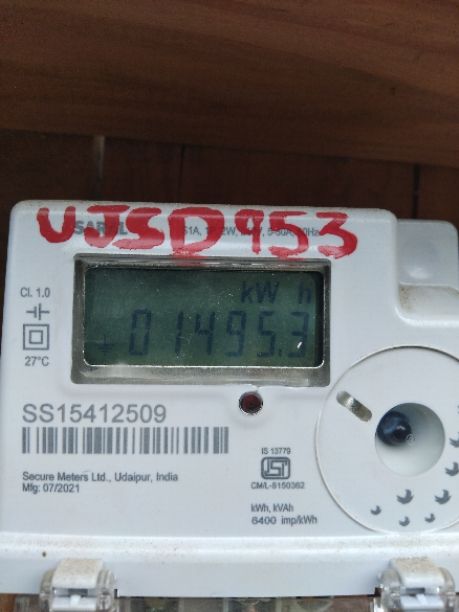 UJSD953
CI. 1.0
27°C
kW h
+01495.3
SS15412509
Secure Meters Ltd., Udaipur, India
Mfg: 07/2021
IS 13779
CM/L-8150362
kWh, kVAh
6400 imp/kWh